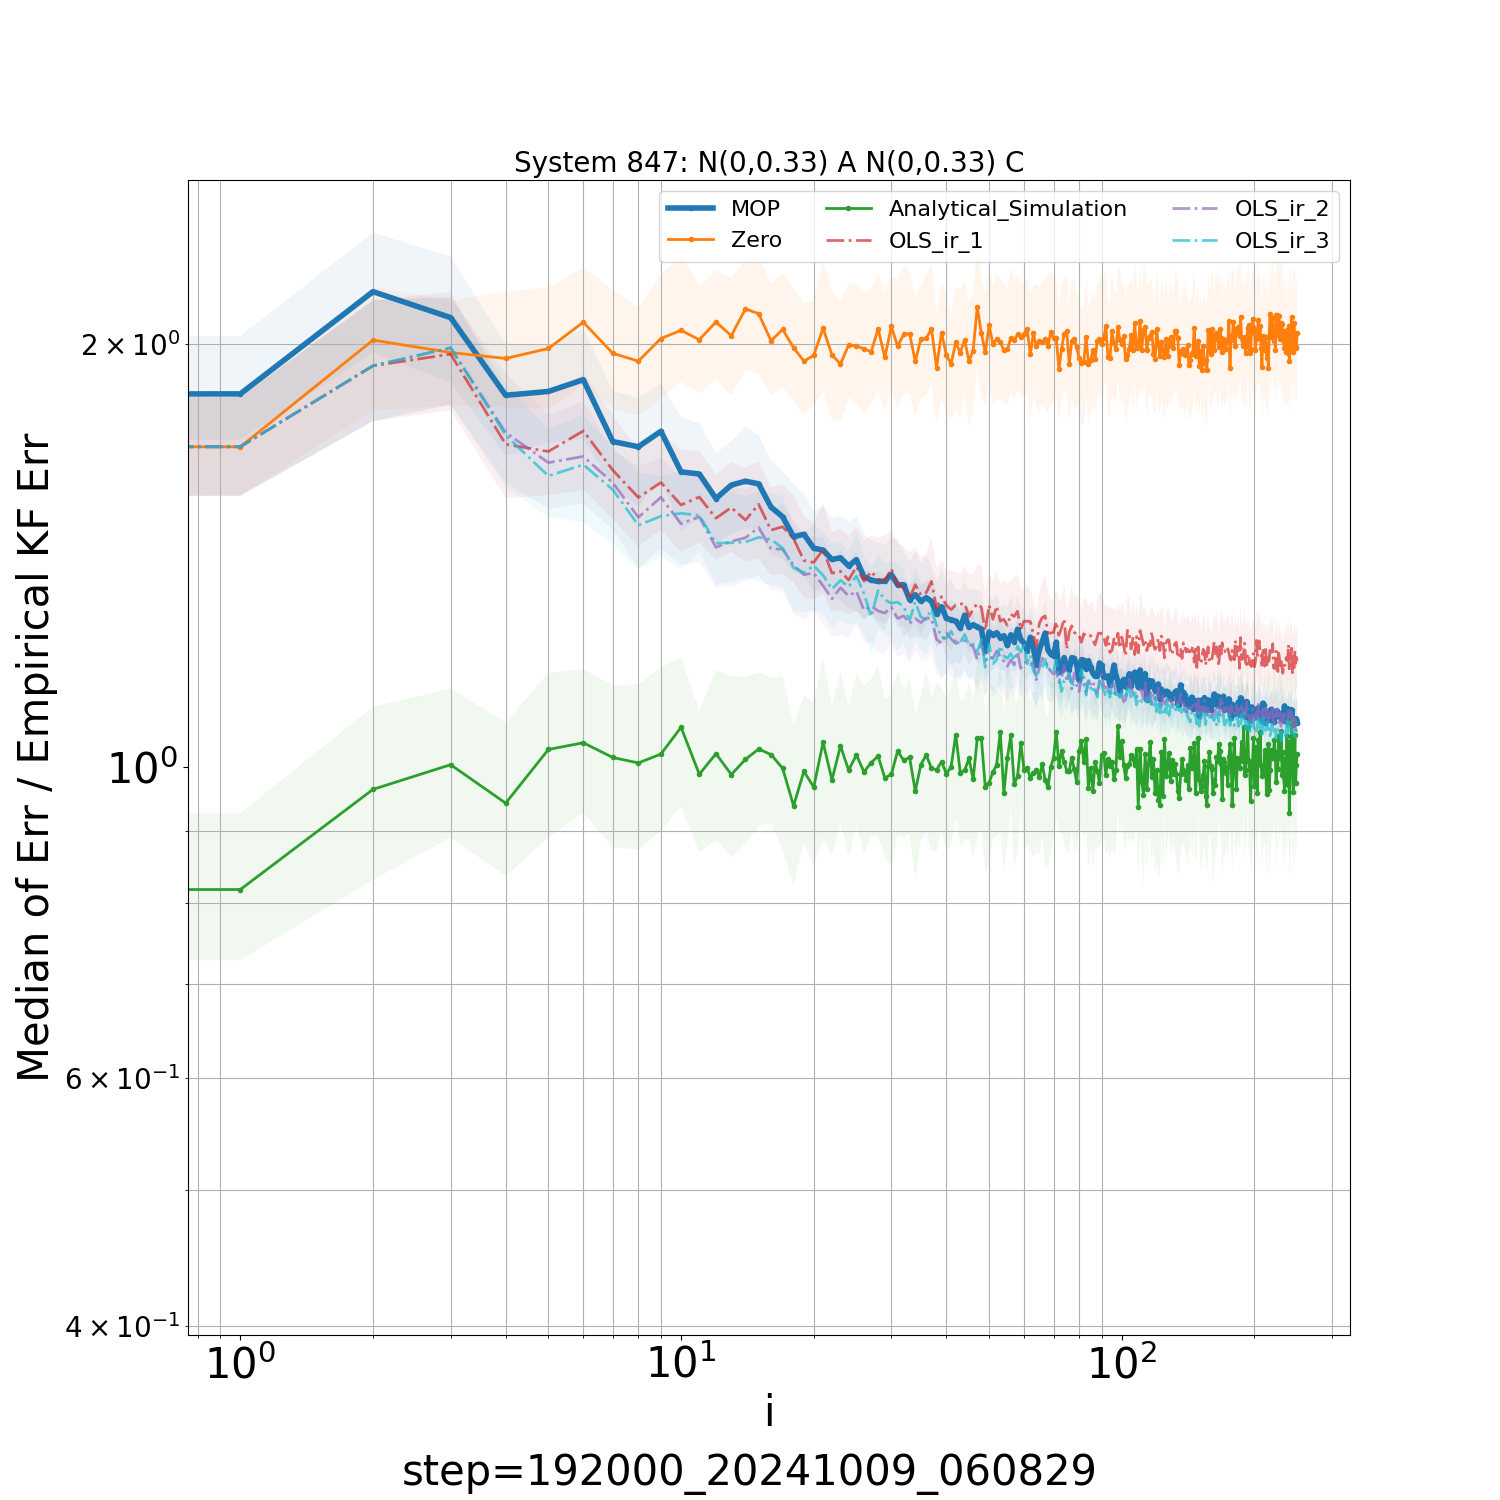 System 847: N(0,0.33) A N(0,0.33) C
MOP
Zero
Analytical_Simulation
OLS_ir_1
OLS_ir_2
OLS_ir_3
Median of Err / Empirical KF Err
2 × 10⁰
10⁰
6 × 10⁻¹
4 × 10⁻¹
10⁰ 10¹ 10²
i
step=192000_20241009_060829